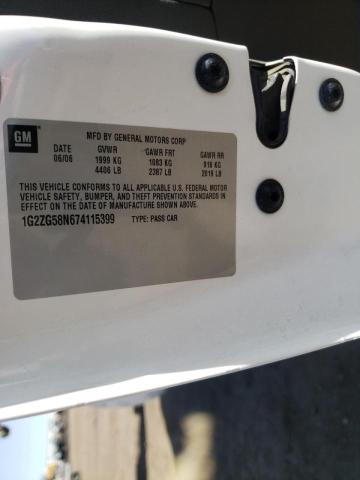 GM
MFD BY GENERAL MOTORS CORP
DATE GVWR GAWR FRT GAWR RR
06/06 1999 KG 1083 KG 916 KG
4406 LB 2387 LB 2019 LB
THIS VEHICLE CONFORMS TO ALL APPLICABLE U.S. FEDERAL MOTOR
VEHICLE SAFETY, BUMPER, AND THEFT PREVENTION STANDARDS IN
EFFECT ON THE DATE OF MANUFACTURE SHOWN ABOVE.
1G2ZG58N674115399 TYPE: PASS CAR